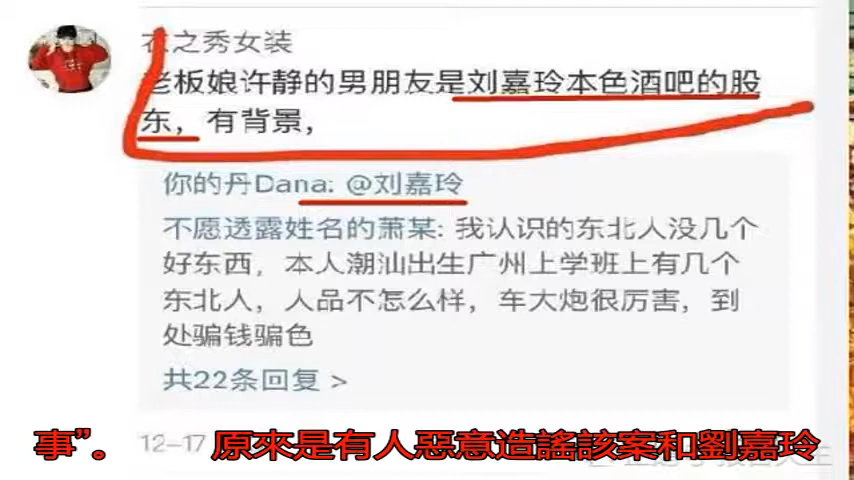 衣之秀女装
老板娘许静的男朋友是刘嘉玲本色酒吧的股
东，有背景，
你的丹Dana: @刘嘉玲
不愿透露姓名的萧某: 我认识的东北人没几个
好东西，本人潮汕出生广州上学班上有几个
东北人，人品不怎么样，车大炮很厉害，到
处骗钱骗色
共22条回复 >
12-17
事”。 原來是有人惡意造謠該案和劉嘉玲